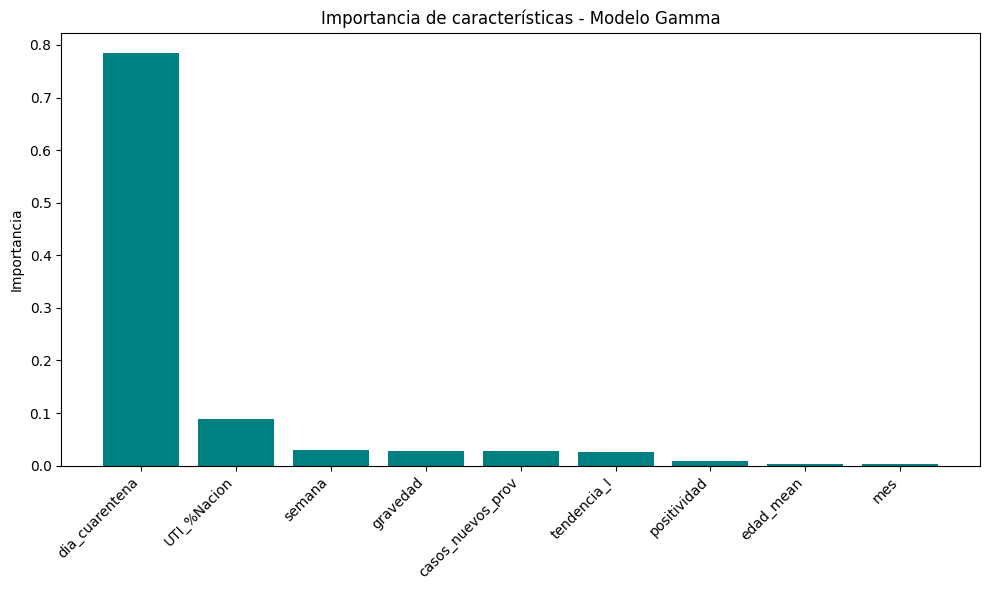 Importancia de características - Modelo Gamma
Importancia
0.8
0.7
0.6
0.5
0.4
0.3
0.2
0.1
0.0
dia_cuarentena
UTI_%Nacion
semana
gravedad
casos_nuevos_prov
tendencia_I
positividad
edad_mean
mes